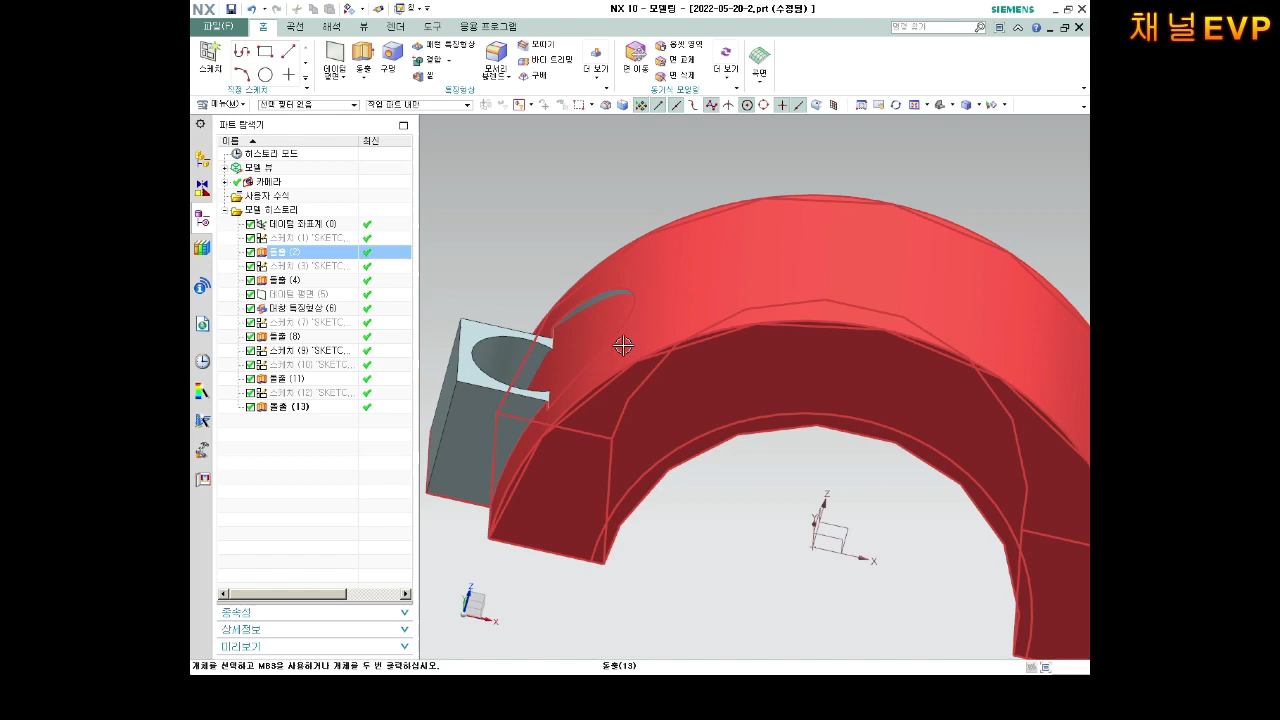 채널EVP
NX
창
NX 10 - 모델링 - [2022-05-20-2.prt (수정됨) ]
SIEMENS
파일(F)
홈
곡선
해석
뷰
렌더
도구
응용 프로그램
명령 찾기
스케치
데이텀 평면
돌출
구멍
패턴 특징형상
결합
쉘
모서리 블렌드
모따기
바디 트리밍
구배
더 보기
면 이동
옵셋 영역
면 교체
면 삭제
더 보기
곡면
직접 스케치
특징형상
동기식 모델링
메뉴(M)
선택 필터 없음
작업 파트 내만
파트 탐색기
이름
최신
히스토리 모드
모델 뷰
카메라
사용자 수식
모델 히스토리
데이텀 좌표계 (0)
스케치 (1) "SKETC...
돌출 (2)
스케치 (3) "SKETC...
돌출 (4)
데이텀 평면 (5)
대칭 특징형상 (6)
스케치 (7) "SKETC...
돌출 (8)
스케치 (9) "SKETC...
스케치 (10) "SKETC...
돌출 (11)
스케치 (12) "SKETC...
돌출 (13)
Z
Y
X
Z
X
종속성
상세정보
미리보기
개체를 선택하고 MB3을 사용하거나 개체를 두 번 클릭하십시오.
돌출(13)